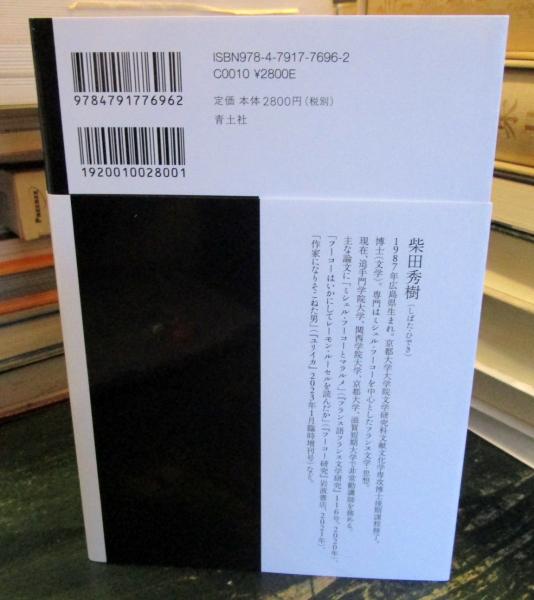 ISBN978-4-7917-7696-2
C0010 ¥2800E
定価 本体2800円(税別)
青土社
9784791776962
1920010028001
柴田秀樹(しばた・ひでき)
1987年広島県生まれ。京都大学大学院文学研究科文献文化学専攻博士後期課程修了。
博士(文学)。専門はミシェル・フーコーを中心としたフランス文学・思想。
現在、追手門学院大学、関西学院大学、京都大学、滋賀短期大学で非常勤講師を務める。
主な論文に「ミシェル・フーコーとマラルメ」(『フランス語フランス文学研究』116号、2020年)、
「フーコーはいかにしてレーモン・ルーセルを読んだか」(『フーコー研究』岩波書店、2021年)、
「作家になりそこねた男」(『ユリイカ』2023年1月臨時増刊号)など。